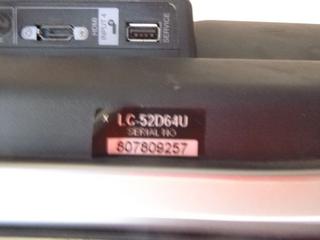 HDMI
INPUT 4
SERVICE
LC-52D64U
SERIAL NO
807809257